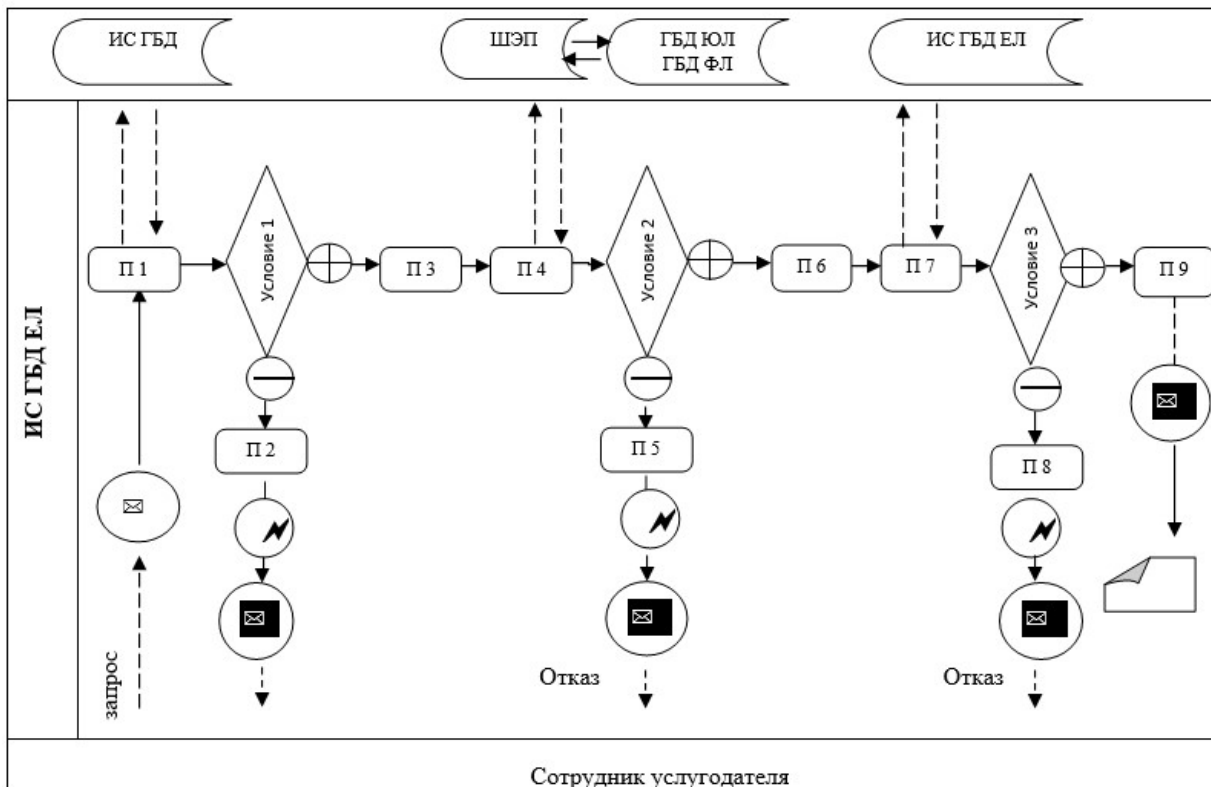 ИС ГБД
ШЭП
ГБД ЮЛ
ГБД ФЛ
ИС ГБД ЕЛ
ИС ГБД ЕЛ
П 1
Условие 1
П 3
П 4
Условие 2
П 6
П 7
Условие 3
П 9
П 2
П 5
П 8
запрос
Отказ
Отказ
Сотрудник услугодателя